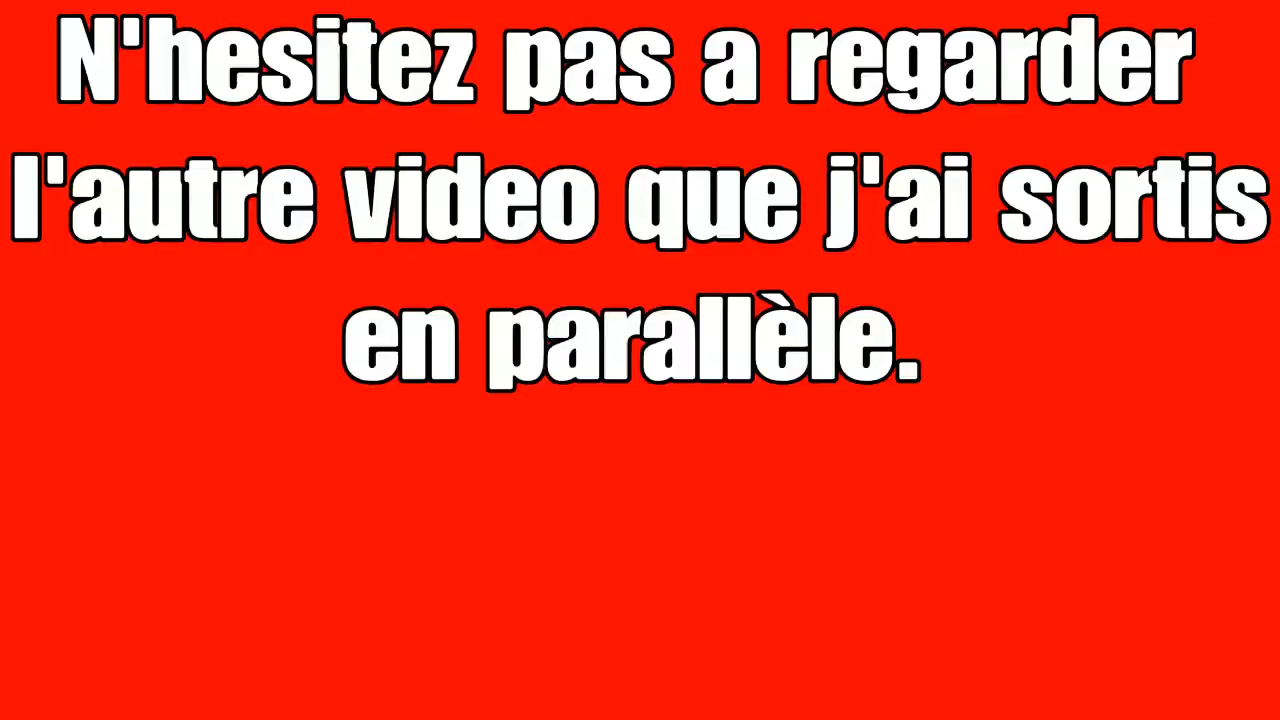 N'hesitez pas a regarder
l'autre video que j'ai sortis
en parallèle.